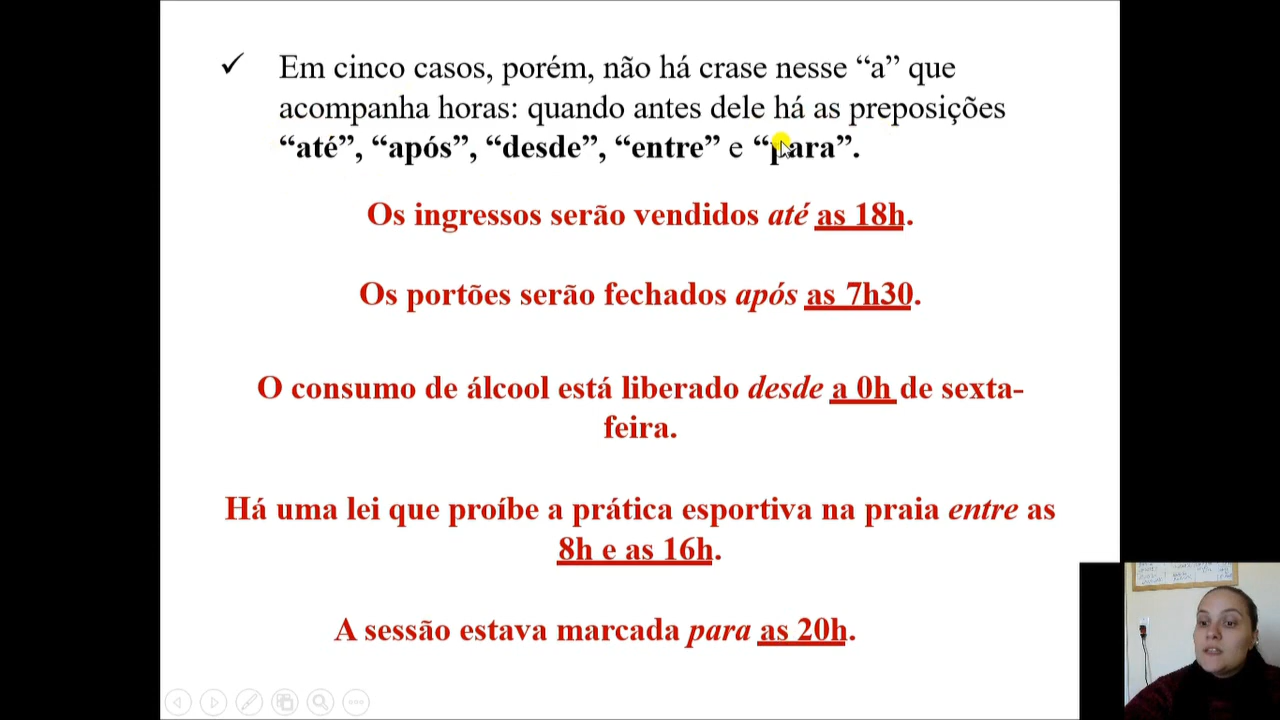 Em cinco casos, porém, não há crase nesse “a” que
acompanha horas: quando antes dele há as preposições
“até”, “após”, “desde”, “entre” e “para”.
Os ingressos serão vendidos até as 18h.
Os portões serão fechados após as 7h30.
O consumo de álcool está liberado desde a 0h de sexta-
feira.
Há uma lei que proíbe a prática esportiva na praia entre as
8h e as 16h.
A sessão estava marcada para as 20h.